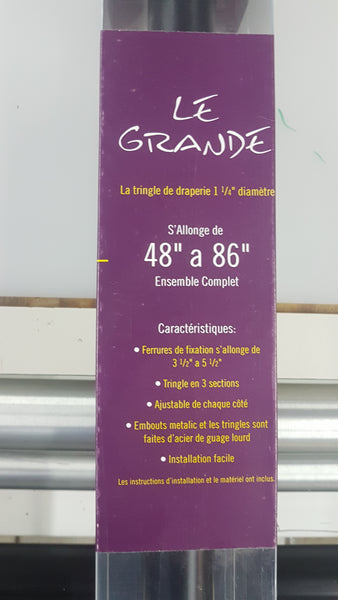 LE
GRANDE
La tringle de draperie 1 1/4" diamètre
S'Allonge de
48" a 86"
Ensemble Complet
Caractéristiques:
• Ferrures de fixation s'allonge de
3 1/2" a 5 1/2"
• Tringle en 3 sections
• Ajustable de chaque côté
• Embouts metalic et les tringles sont
faites d'acier de guage lourd
• Installation facile
Les instructions d'installation et le matériel ont inclus.